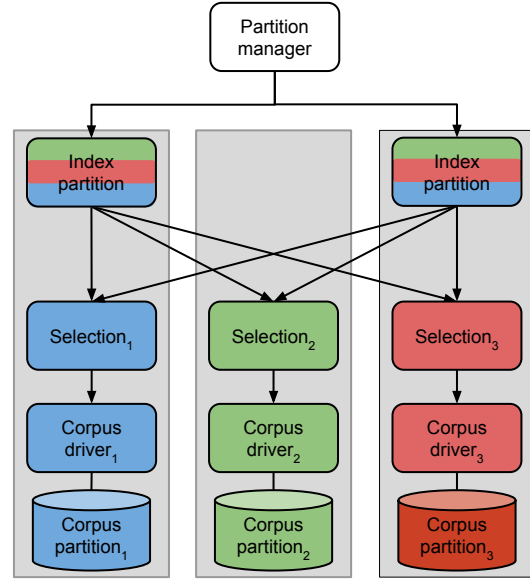 Partition
manager
Index
partition
Index
partition
Selection₁
Selection₂
Selection₃
Corpus
driver₁
Corpus
driver₂
Corpus
driver₃
Corpus
partition₁
Corpus
partition₂
Corpus
partition₃